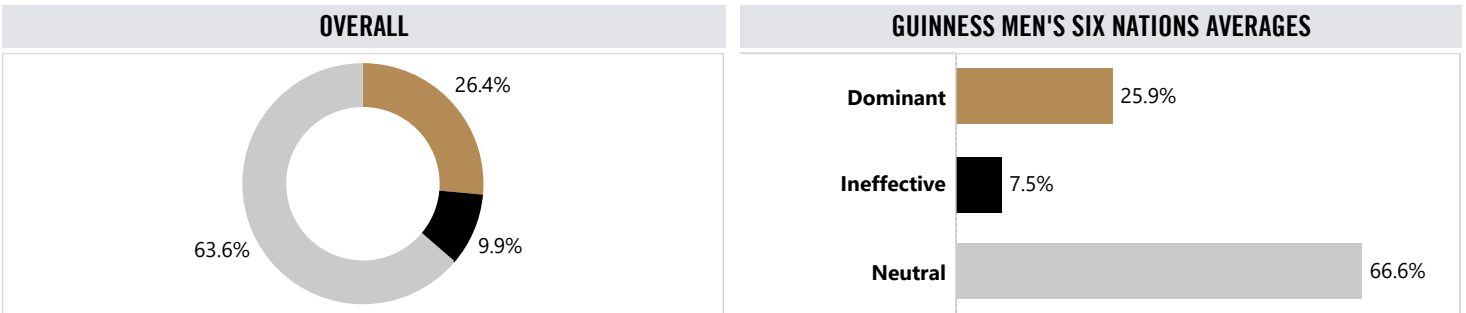 OVERALL
26.4%
9.9%
63.6%
GUINNESS MEN'S SIX NATIONS AVERAGES
Dominant 25.9%
Ineffective 7.5%
Neutral 66.6%